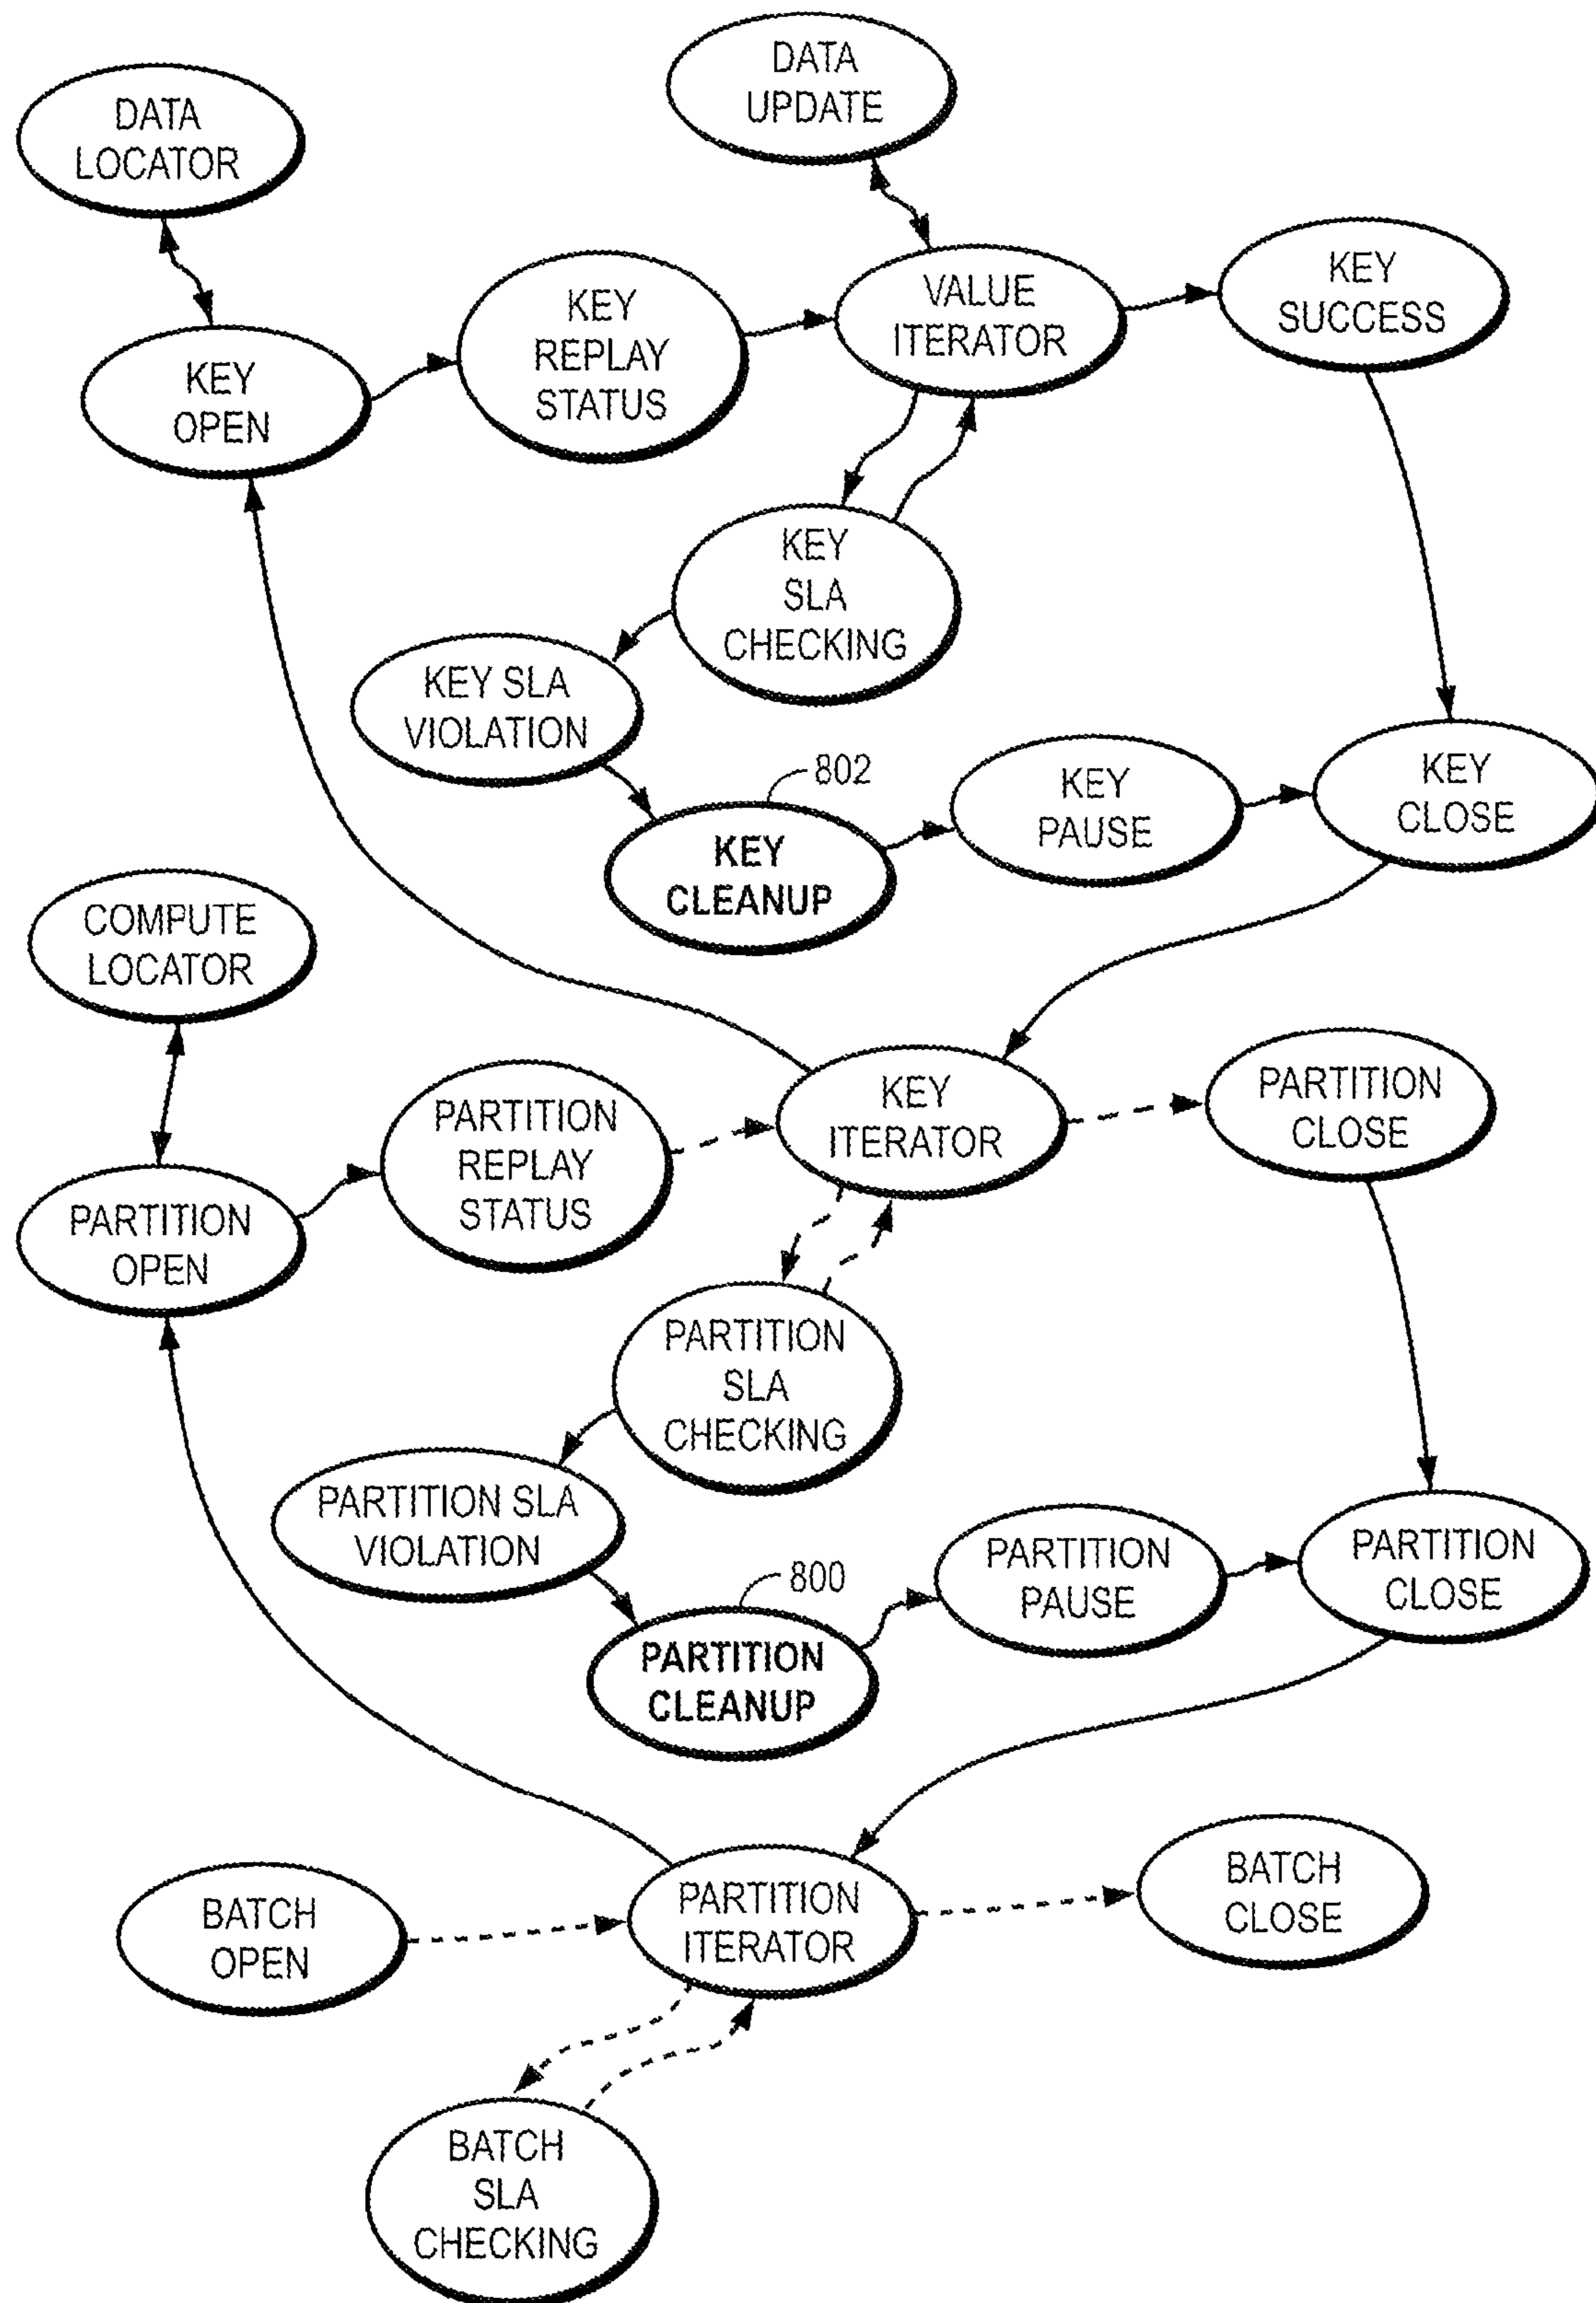 DATA
UPDATE
DATA
LOCATOR
KEY
SUCCESS
VALUE
ITERATOR
KEY
REPLAY
STATUS
KEY
OPEN
KEY
SLA
CHECKING
KEY SLA
VIOLATION
802
KEY
CLEANUP
KEY
PAUSE
KEY
CLOSE
COMPUTE
LOCATOR
KEY
ITERATOR
PARTITION
CLOSE
PARTITION
REPLAY
STATUS
PARTITION
OPEN
PARTITION
SLA
CHECKING
PARTITION SLA
VIOLATION
800
PARTITION
CLEANUP
PARTITION
PAUSE
PARTITION
CLOSE
BATCH
OPEN
PARTITION
ITERATOR
BATCH
CLOSE
BATCH
SLA
CHECKING